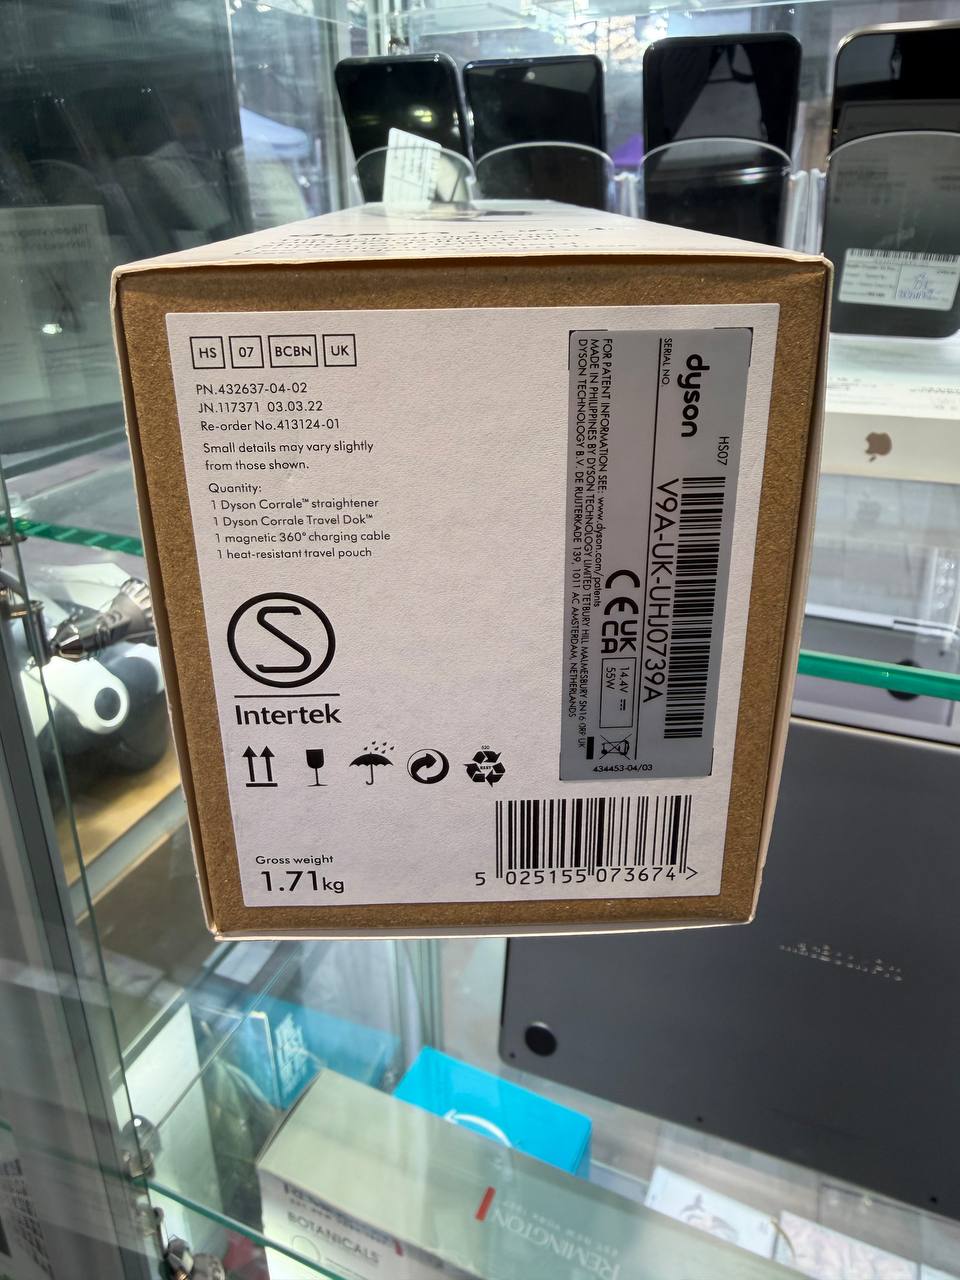 HS 07 BCBN UK
PN.432637-04-02
JN.117371 03.03.22
Re-order No.413124-01
Small details may vary slightly
from those shown.
Quantity:
1 Dyson Corrale™ straightener
1 Dyson Corrale Travel Dok™
1 magnetic 360° charging cable
1 heat-resistant travel pouch
S
Intertek
Gross weight
1.71kg
dyson HS07
SERIAL NO.
V9A-UK-UHJ0739A
CE UK CA
14.4V
55W
FOR PATENT INFORMATION SEE: www.dyson.com/patents
MADE IN PHILIPPINES BY DYSON TECHNOLOGY LIMITED TETBURY HILL MALMESBURY SN16 0RP UK
DYSON TECHNOLOGY B.V. DE RUIJTERKADE 139, 1011 AC AMSTERDAM, NETHERLANDS
434453-04/03
5 025155 073674 >
BOTANICALS
REMINGTON